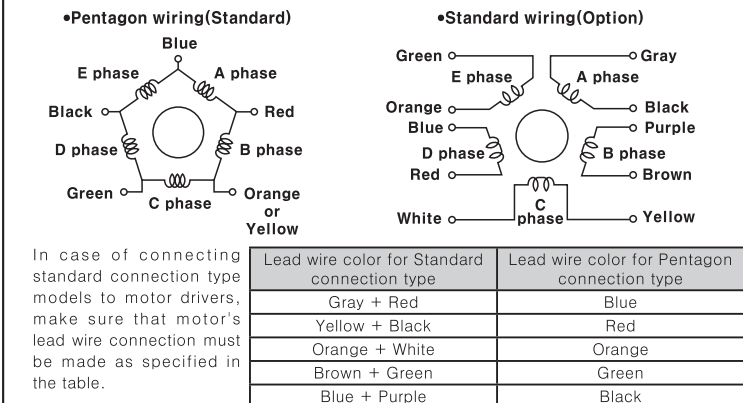 •Pentagon wiring(Standard)
Blue
E phase
A phase
Black
Red
D phase
B phase
Green
C phase
Orange
or
Yellow
•Standard wiring(Option)
Green
Gray
E phase
A phase
Orange
Black
Blue
Purple
D phase
B phase
Red
Brown
C
phase
White
Yellow
In case of connecting
standard connection type
models to motor drivers,
make sure that motor's
lead wire connection must
be made as specified in
the table.
Lead wire color for Standard
connection type
Lead wire color for Pentagon
connection type
Gray + Red
Blue
Yellow + Black
Red
Orange + White
Orange
Brown + Green
Green
Blue + Purple
Black